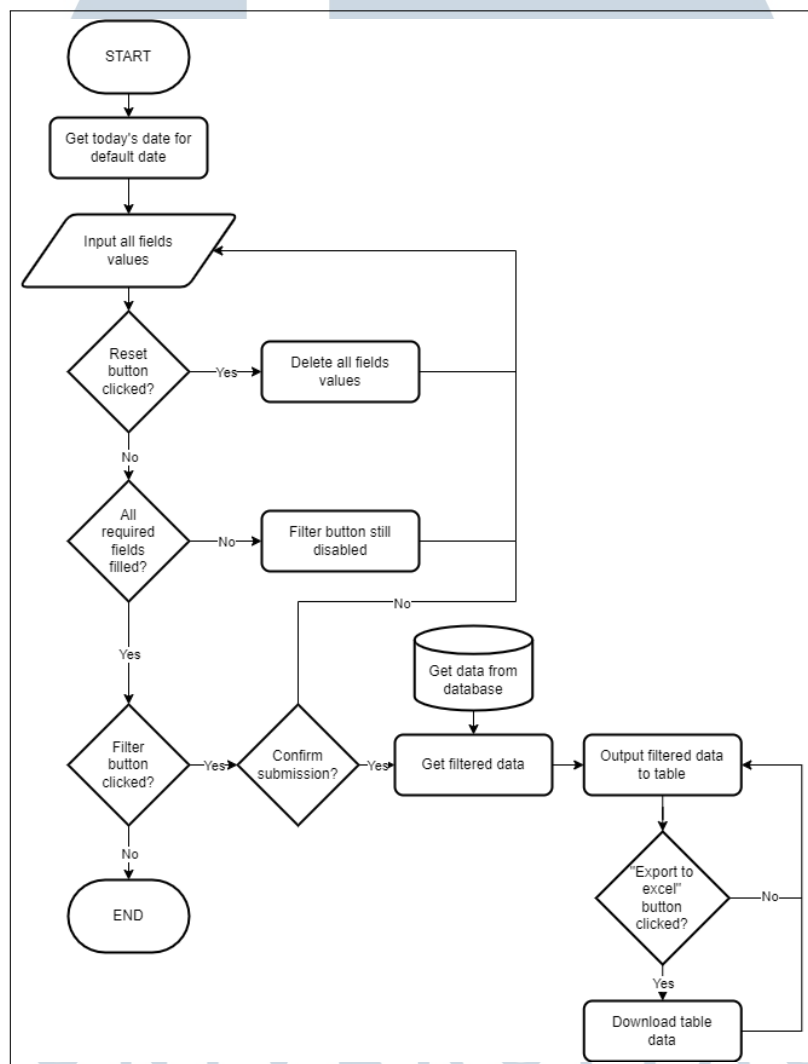 START
Get today's date for
default date
Input all fields
values
Reset
button
clicked?
Yes
Delete all fields
values
No
All
required
fields
filled?
No
Filter button still
disabled
No
Yes
Get data from
database
Filter
button
clicked?
Yes
Confirm
submission?
Yes
Get filtered data
Output filtered data
to table
No
"Export to
excel"
button
clicked?
No
END
Yes
Download table
data